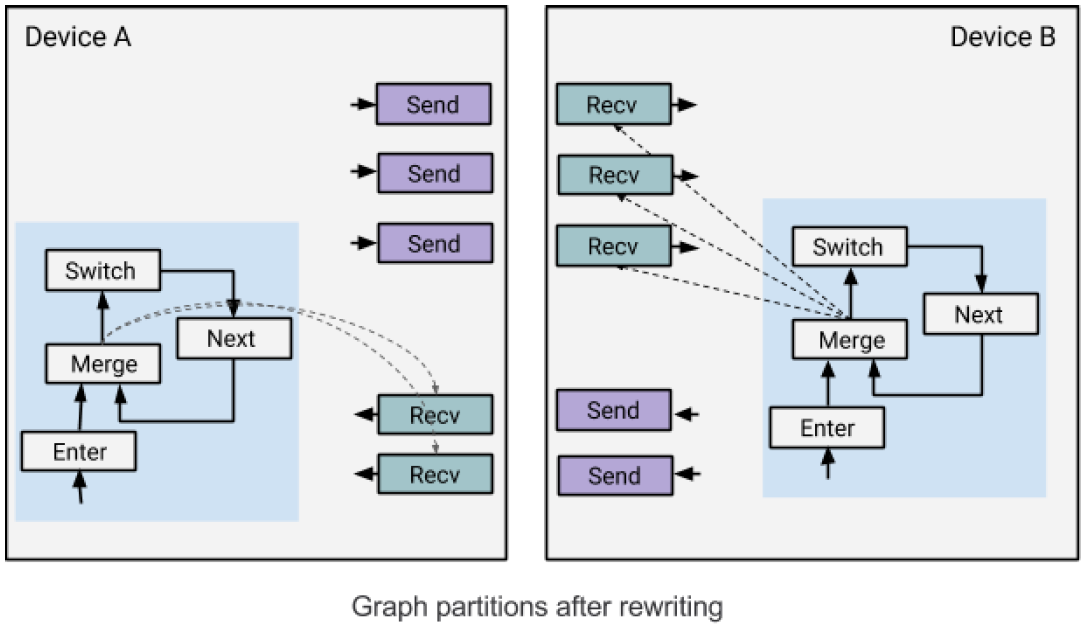 Device A
Send
Send
Send
Switch
Next
Merge
Enter
Recv
Recv
Device B
Recv
Recv
Recv
Switch
Next
Merge
Enter
Send
Send
Graph partitions after rewriting